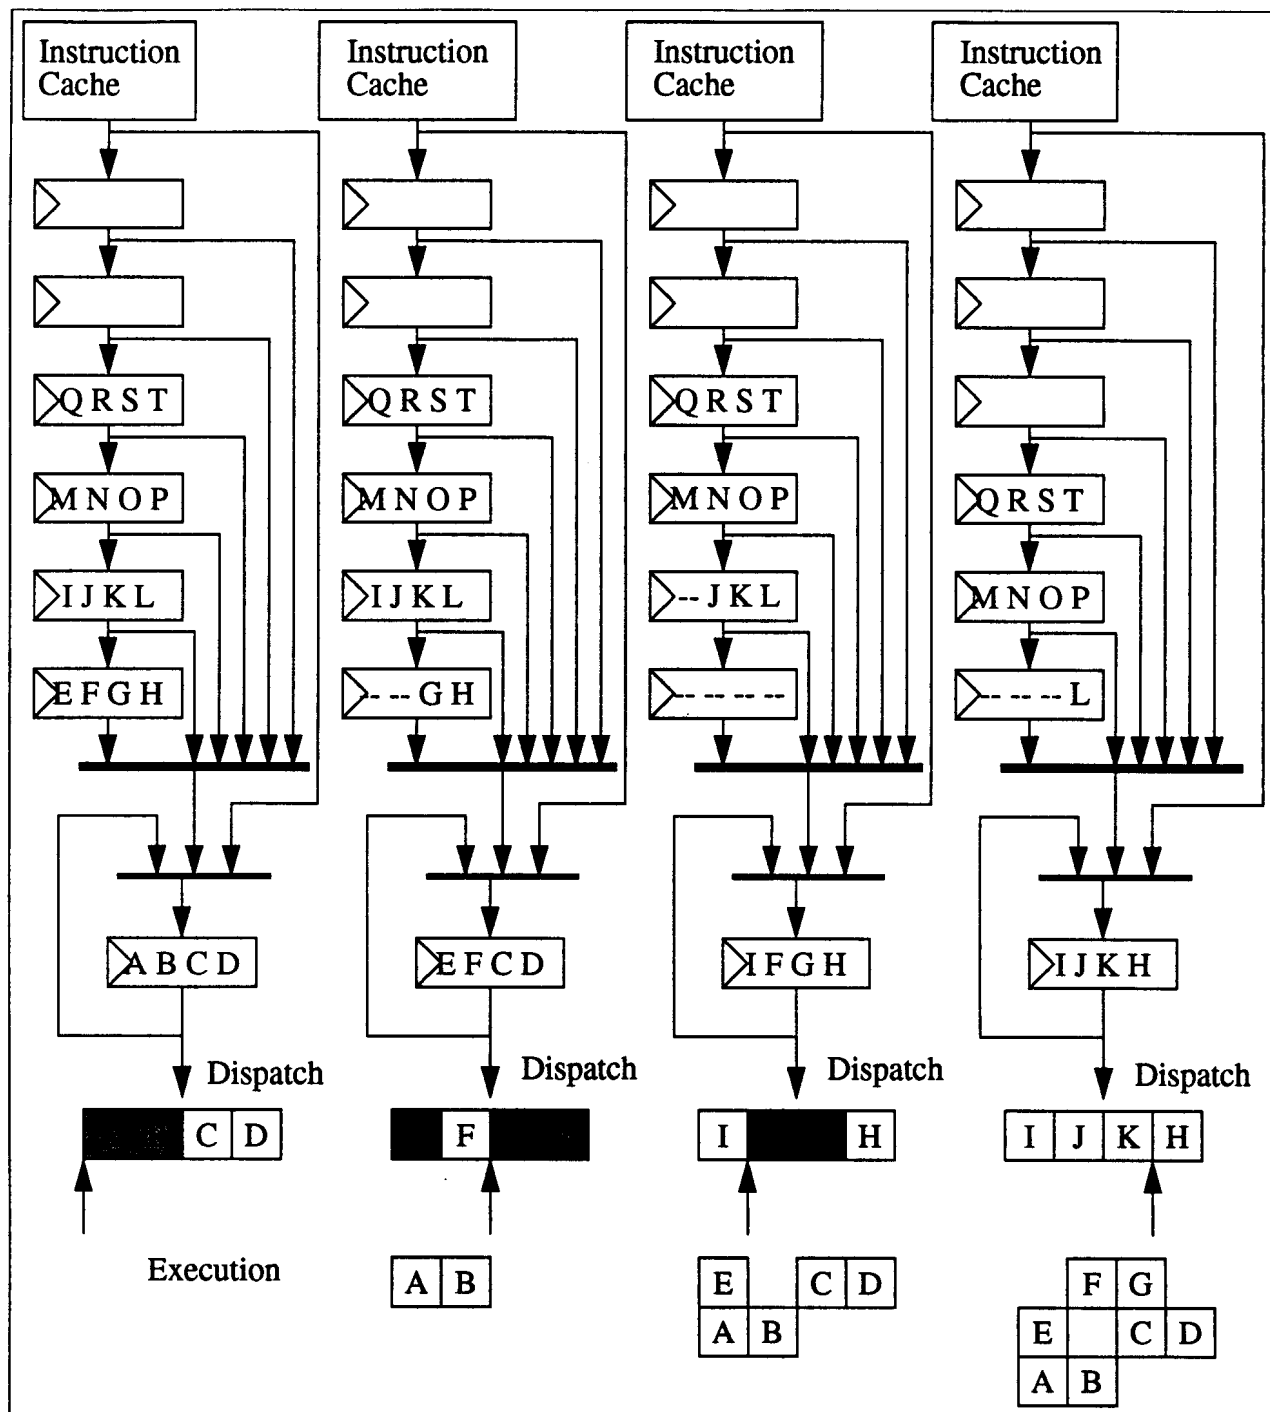 Instruction Cache
Instruction Cache
Instruction Cache
Instruction Cache
Q R S T
Q R S T
Q R S T
M N O P
M N O P
M N O P
Q R S T
I J K L
I J K L
-- J K L
M N O P
E F G H
-- -- G H
-- -- -- --
-- -- -- L
A B C D
E F C D
I F G H
I J K H
Dispatch
Dispatch
Dispatch
Dispatch
C D
F
I H
I J K H
Execution
A B
E C D
A B
F G
E C D
A B